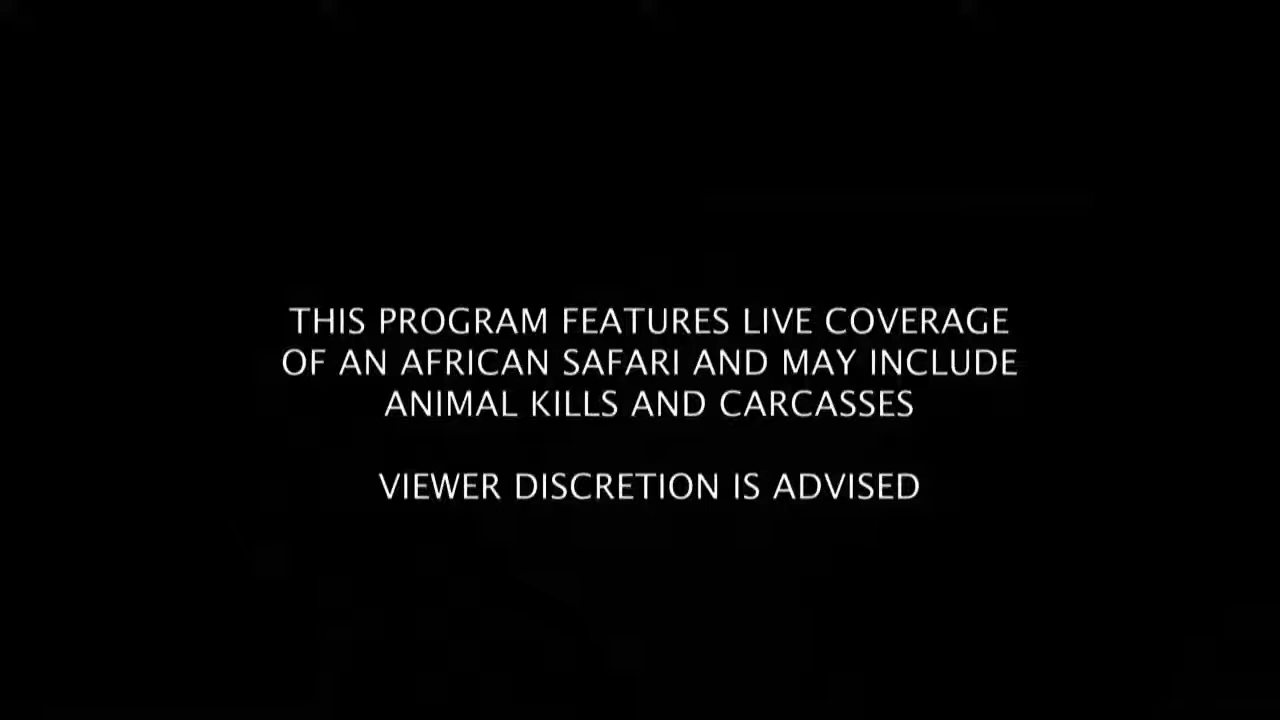 THIS PROGRAM FEATURES LIVE COVERAGE
OF AN AFRICAN SAFARI AND MAY INCLUDE
ANIMAL KILLS AND CARCASSES
VIEWER DISCRETION IS ADVISED